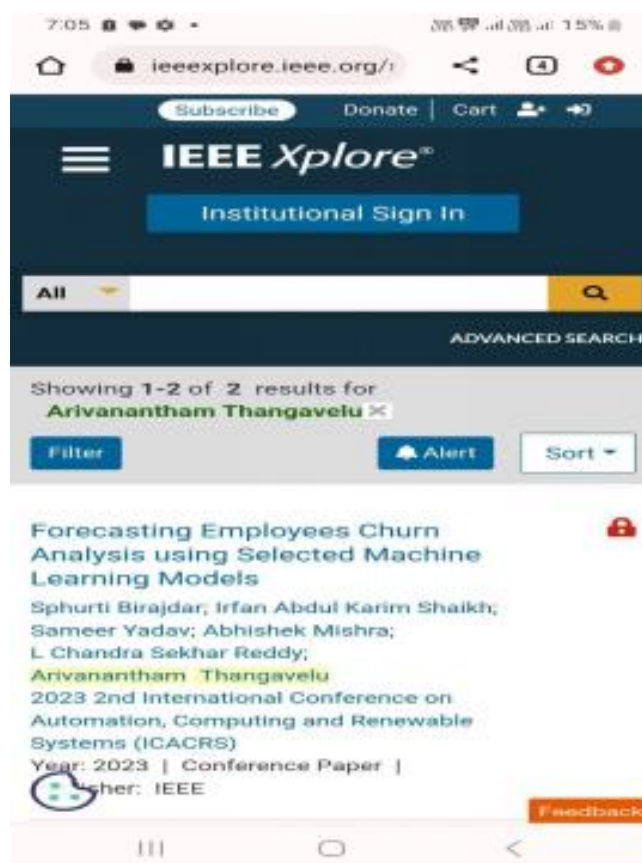 7:05
15%
ieeexplore.ieee.org/
4
Subscribe Donate | Cart
IEEE Xplore®
Institutional Sign In
All
ADVANCED SEARCH
Showing 1-2 of 2 results for
Arivanantham Thangavelu ×
Filter Alert Sort
Forecasting Employees Churn
Analysis using Selected Machine
Learning Models
Sphurti Birajdar; Irfan Abdul Karim Shaikh;
Sameer Yadav; Abhishek Mishra;
L Chandra Sekhar Reddy;
Arivanantham Thangavelu
2023 2nd International Conference on
Automation, Computing and Renewable
Systems (ICACRS)
Year: 2023 | Conference Paper |
sher: IEEE
Feedback